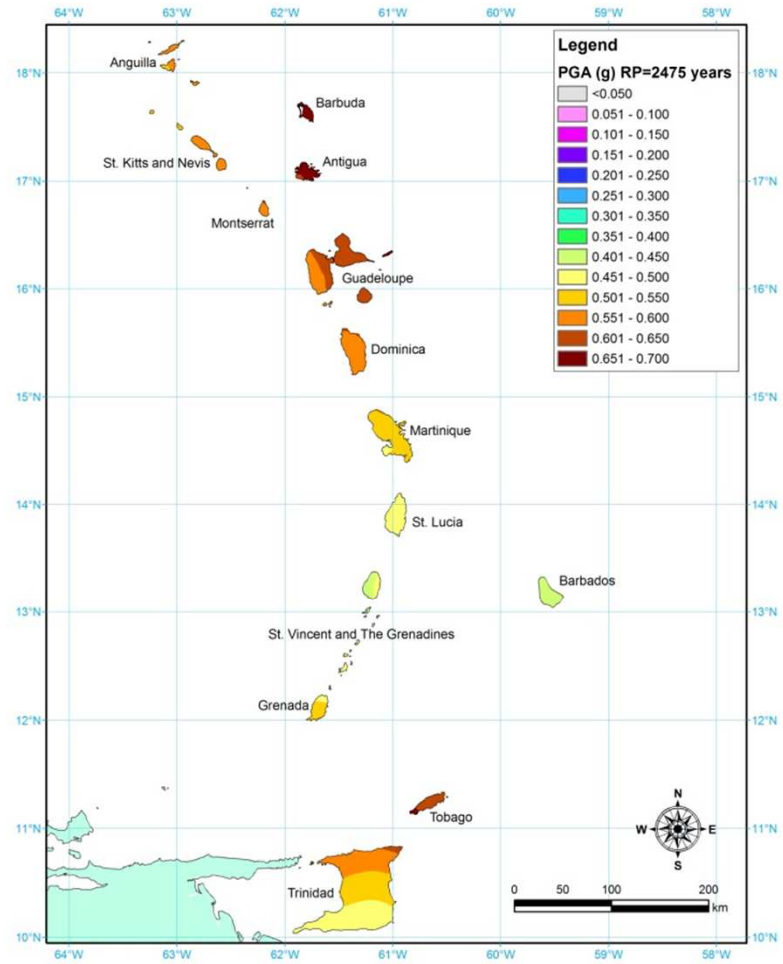 64°W 63°W 62°W 61°W 60°W 59°W 58°W
Legend
PGA (g) RP=2475 years
<0.050
0.051 - 0.100
0.101 - 0.150
0.151 - 0.200
0.201 - 0.250
0.251 - 0.300
0.301 - 0.350
0.351 - 0.400
0.401 - 0.450
0.451 - 0.500
0.501 - 0.550
0.551 - 0.600
0.601 - 0.650
0.651 - 0.700
Anguilla
18°N 18°N
Barbuda
St. Kitts and Nevis
Antigua
17°N 17°N
Montserrat
Guadeloupe
16°N 16°N
Dominica
15°N 15°N
Martinique
14°N 14°N
St. Lucia
Barbados
13°N 13°N
St. Vincent and The Grenadines
Grenada
12°N 12°N
Tobago
N
11°N W E 11°N
S
Trinidad
0 50 100 200
km
10°N 10°N
64°W 63°W 62°W 61°W 60°W 59°W 58°W